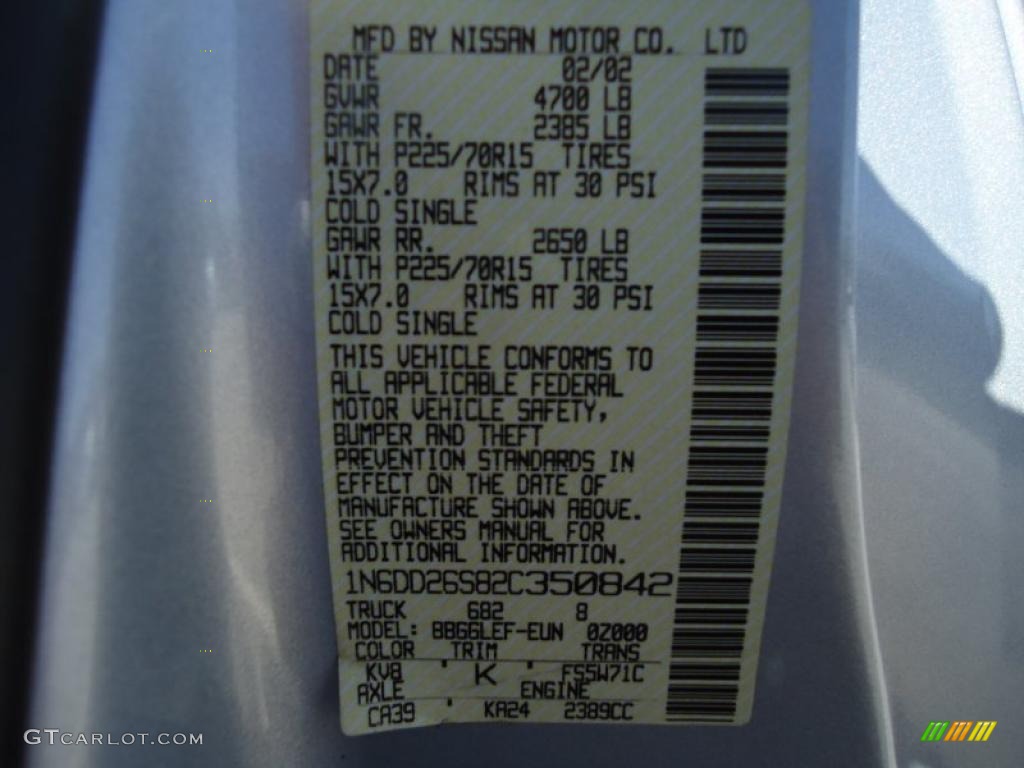 MFD BY NISSAN MOTOR CO. LTD
DATE 02/02
GVWR 4700 LB
GAWR FR. 2385 LB
WITH P225/70R15 TIRES
15X7.0 RIMS AT 30 PSI
COLD SINGLE
GAWR RR. 2650 LB
WITH P225/70R15 TIRES
15X7.0 RIMS AT 30 PSI
COLD SINGLE
THIS VEHICLE CONFORMS TO
ALL APPLICABLE FEDERAL
MOTOR VEHICLE SAFETY,
BUMPER AND THEFT
PREVENTION STANDARDS IN
EFFECT ON THE DATE OF
MANUFACTURE SHOWN ABOVE.
SEE OWNERS MANUAL FOR
ADDITIONAL INFORMATION.
1N6DD26S82C350842
TRUCK 682 8
MODEL: BBGGLEF-EUN 0Z000
COLOR TRIM TRANS
KV8 K FS5W71C
AXLE ENGINE
CA39 KA24 2389CC
GTCARLOT.COM